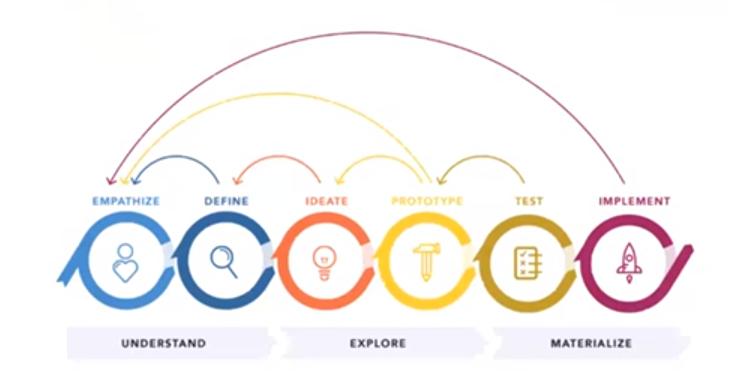 EMPATHIZE DEFINE IDEATE PROTOTYPE TEST IMPLEMENT
UNDERSTAND EXPLORE MATERIALIZE